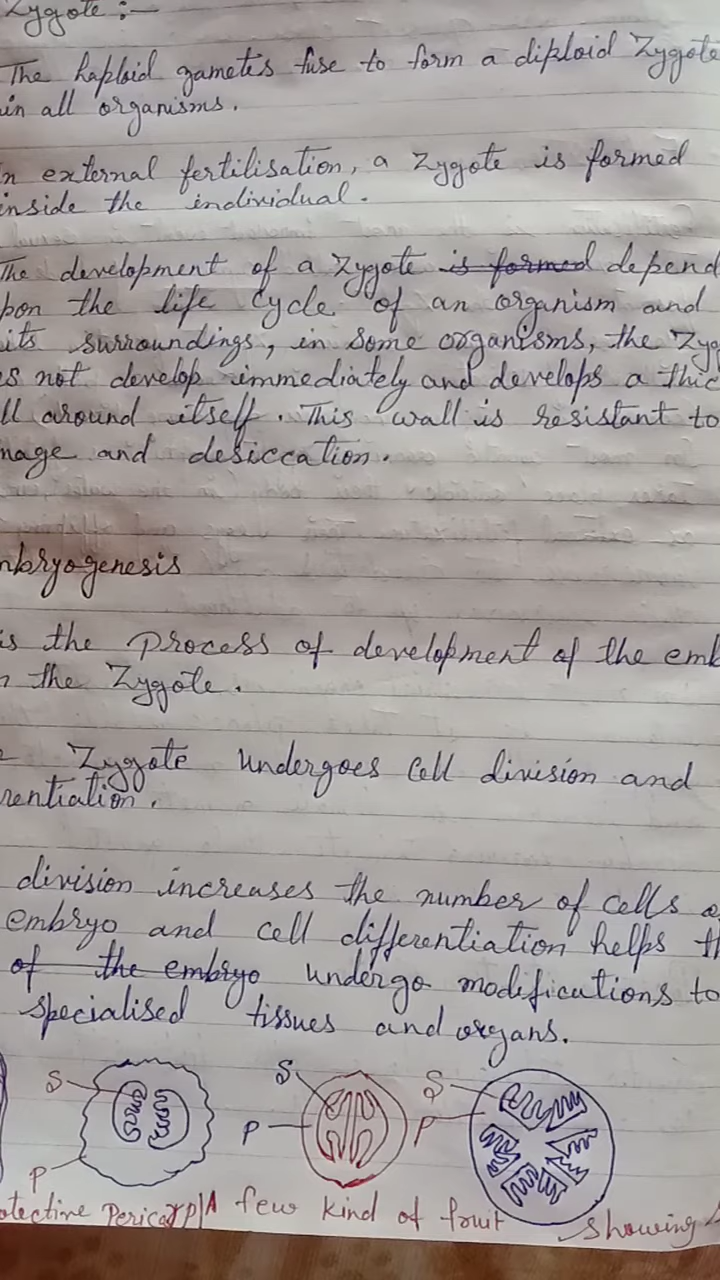 Zygote :-
The haploid gametes fuse to form a diploid Zygote
in all organisms.
n external fertilisation, a Zygote is formed
inside the individual.
The development of a Zygote is formed depend
pon the life Cycle of an organism and
its surroundings, in some organisms, the Zyg
s not develop immediately and develops a thic
ll around itself. This wall is resistant to
mage and desiccation.
mbryogenesis
is the process of development of the emb
the Zygote.
Zygote undergoes Cell division and
rentiation.
division increases the number of cells
embryo and cell differentiation helps th
of the embryo undergo modifications to
specialised tissues and organs.
S S S
P P P
otective Pericarp A few kind of fruit showing